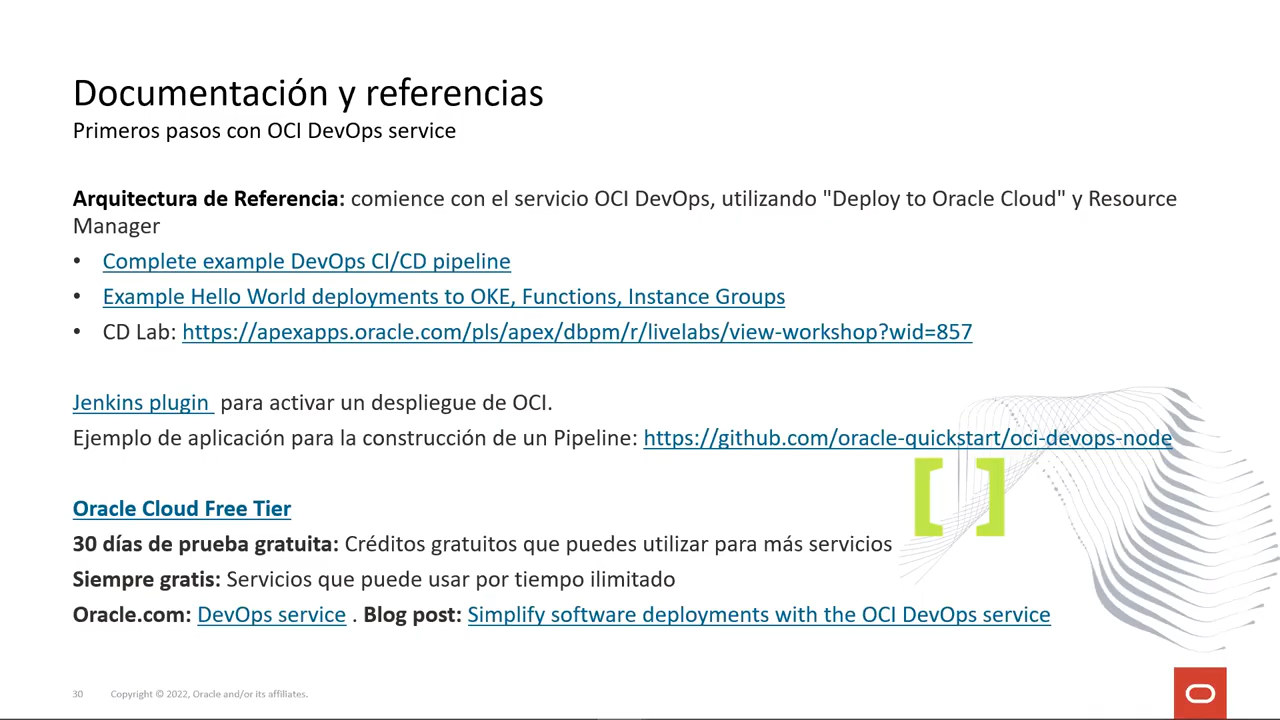 Documentación y referencias
Primeros pasos con OCI DevOps service
Arquitectura de Referencia: comience con el servicio OCI DevOps, utilizando "Deploy to Oracle Cloud" y Resource
Manager
• Complete example DevOps CI/CD pipeline
• Example Hello World deployments to OKE, Functions, Instance Groups
• CD Lab: https://apexapps.oracle.com/pls/apex/dbpm/r/livelabs/view-workshop?wid=857
Jenkins plugin para activar un despliegue de OCI.
Ejemplo de aplicación para la construcción de un Pipeline: https://github.com/oracle-quickstart/oci-devops-node
Oracle Cloud Free Tier
30 días de prueba gratuita: Créditos gratuitos que puedes utilizar para más servicios
Siempre gratis: Servicios que puede usar por tiempo ilimitado
Oracle.com: DevOps service . Blog post: Simplify software deployments with the OCI DevOps service
30 Copyright © 2022, Oracle and/or its affiliates.